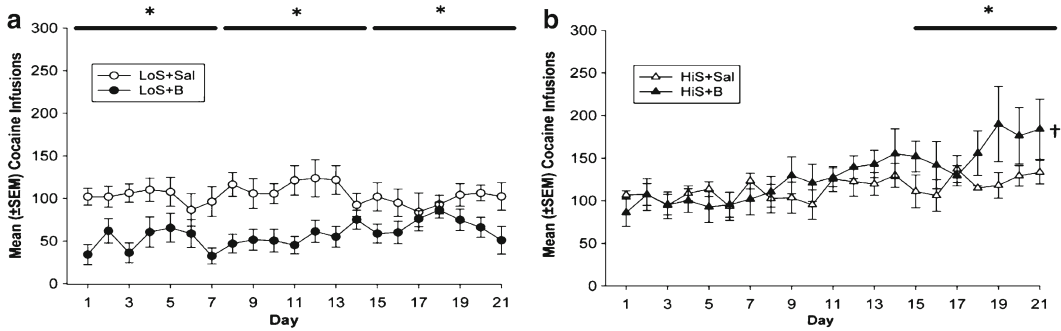 a
*
*
*
300
250
200
150
100
50
0
Mean (±SEM) Cocaine Infusions
LoS+Sal
LoS+B
1 3 5 7 9 11 13 15 17 19 21
Day
b
*
300
250
200
150
100
50
0
Mean (±SEM) Cocaine Infusions
HiS+Sal
HiS+B
†
1 3 5 7 9 11 13 15 17 19 21
Day